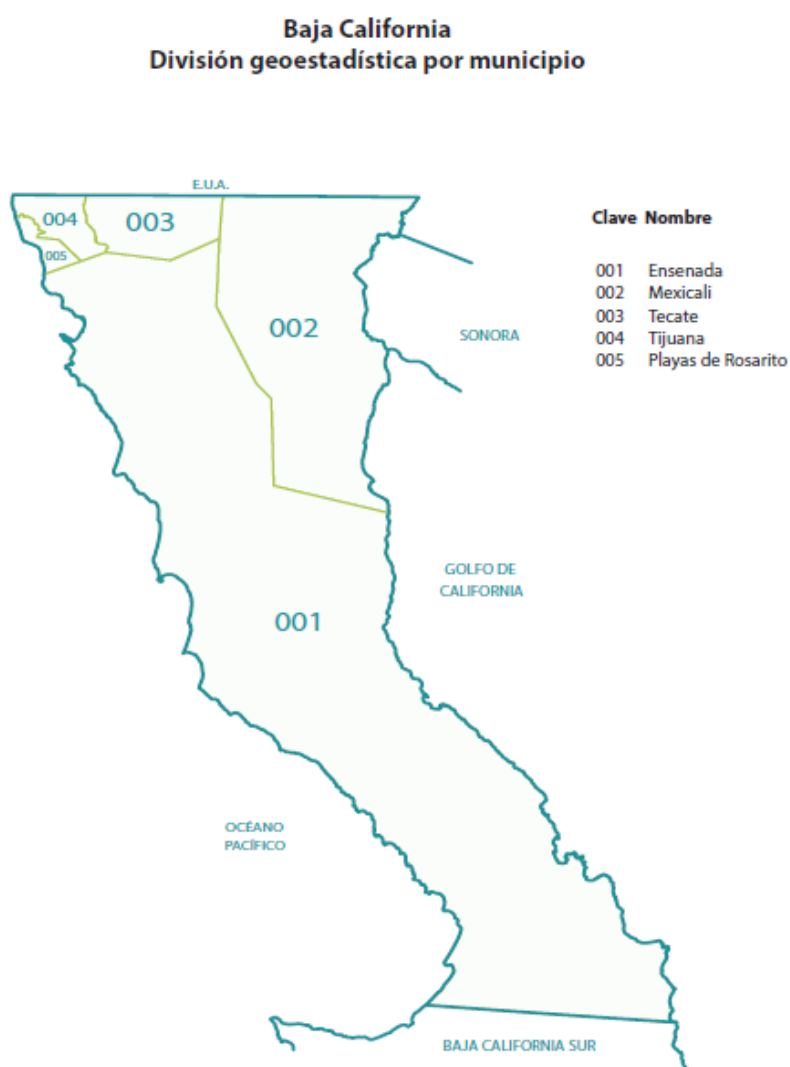 Baja California
División geoestadística por municipio
E.U.A.
004
003
005
002
001
SONORA
GOLFO DE
CALIFORNIA
OCÉANO
PACÍFICO
BAJA CALIFORNIA SUR
Clave Nombre
001 Ensenada
002 Mexicali
003 Tecate
004 Tijuana
005 Playas de Rosarito